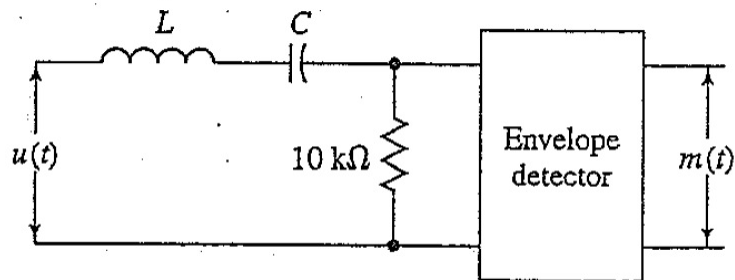 L
C
u(t)
10 kΩ
Envelope
detector
m(t)